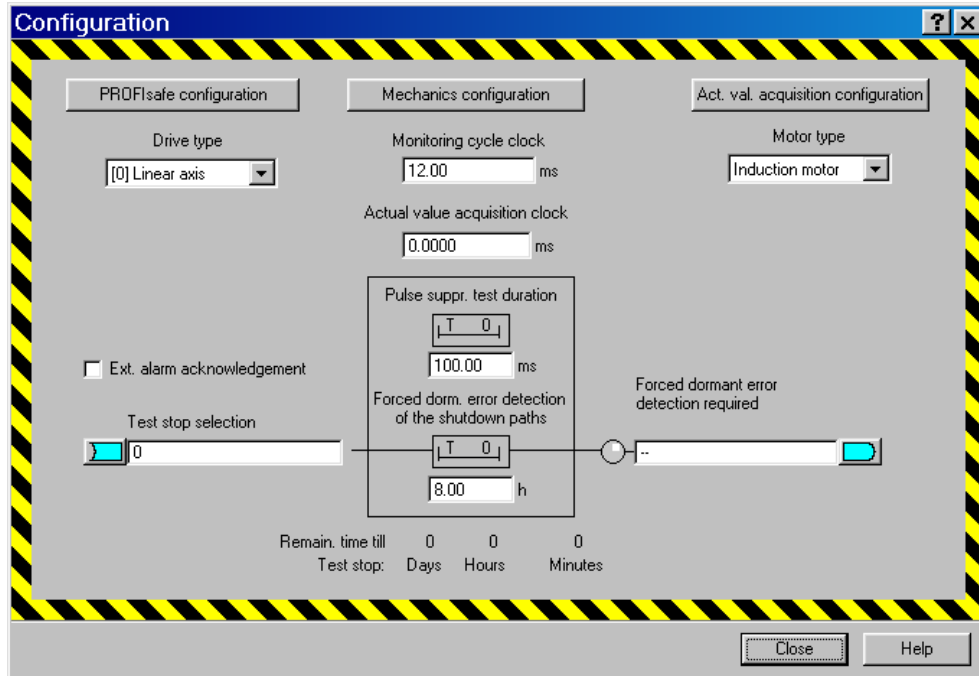 Configuration
PROFIsafe configuration
Mechanics configuration
Act. val. acquisition configuration
Drive type
[0] Linear axis
Monitoring cycle clock
12.00 ms
Motor type
Induction motor
Actual value acquisition clock
0.0000 ms
Pulse suppr. test duration
T 0
100.00 ms
Ext. alarm acknowledgement
Forced dorm. error detection
of the shutdown paths
Forced dormant error
detection required
Test stop selection
0
T 0
--
8.00 h
Remain. time till 0 0 0
Test stop: Days Hours Minutes
Close
Help